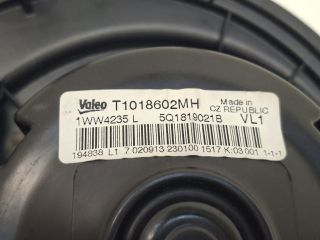 Valeo T1018602MH Made in CZ REPUBLIC
1WW4235 L 5Q1819021B VL1
194838 L1 7 020913 230100 1517 K:03 001 1-1-1